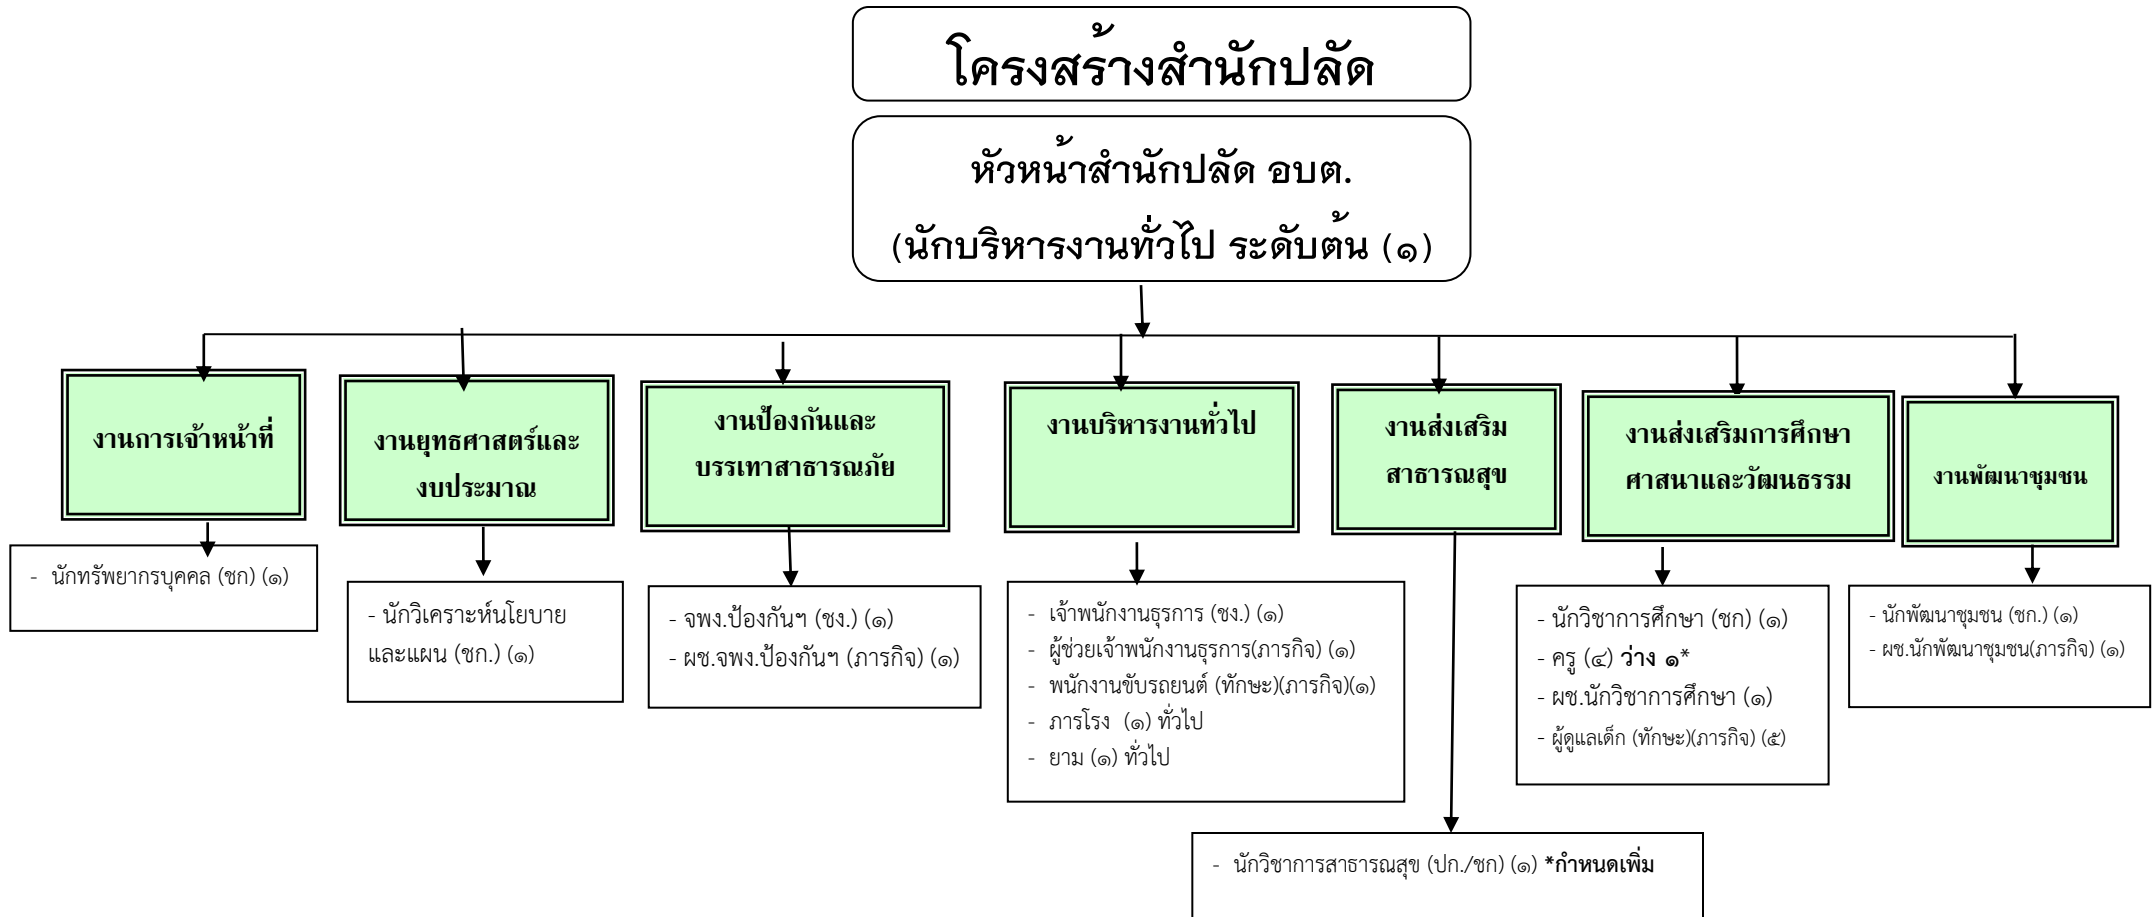 โครงสร้างสำนักปลัด
หัวหน้าสำนักปลัด อบต.
(นักบริหารงานทั่วไป ระดับต้น (๑)
งานการเจ้าหน้าที่
งานยุทธศาสตร์และ
งบประมาณ
งานป้องกันและ
บรรเทาสาธารณภัย
งานบริหารงานทั่วไป
งานส่งเสริม
สาธารณสุข
งานส่งเสริมการศึกษา
ศาสนาและวัฒนธรรม
งานพัฒนาชุมชน
- นักทรัพยากรบุคคล (ชก) (๑)
- นักวิเคราะห์นโยบาย
และแผน (ชก.) (๑)
- จพง.ป้องกันฯ (ชง.) (๑)
- ผช.จพง.ป้องกันฯ (ภารกิจ) (๑)
- เจ้าพนักงานธุรการ (ชง.) (๑)
- ผู้ช่วยเจ้าพนักงานธุรการ(ภารกิจ) (๑)
- พนักงานขับรถยนต์ (ทักษะ)(ภารกิจ)(๑)
- ภารโรง (๑) ทั่วไป
- ยาม (๑) ทั่วไป
- นักวิชาการศึกษา (ชก) (๑)
- ครู (๔) ว่าง ๑*
- ผช.นักวิชาการศึกษา (๑)
- ผู้ดูแลเด็ก (ทักษะ)(ภารกิจ) (๕)
- นักพัฒนาชุมชน (ชก.) (๑)
- ผช.นักพัฒนาชุมชน(ภารกิจ) (๑)
- นักวิชาการสาธารณสุข (ปก./ชก) (๑) *กำหนดเพิ่ม